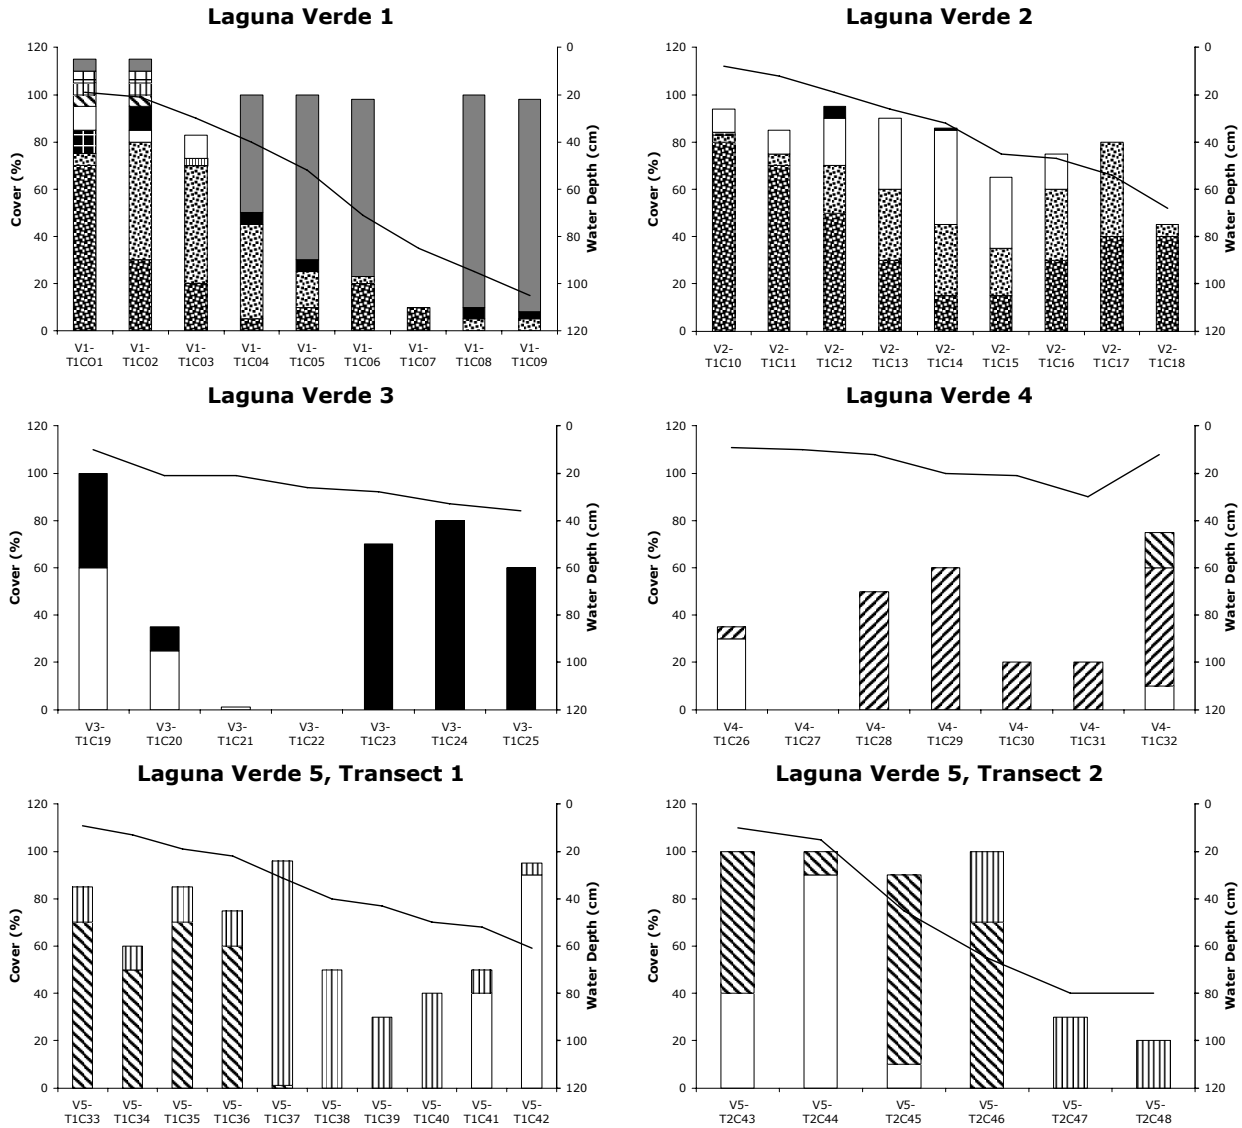 Laguna Verde 1
120
100
80
60
40
20
0
Cover (%)
0
20
40
60
80
100
120
Water Depth (cm)
V1- V1- V1- V1- V1- V1- V1- V1- V1-
T1CO1 T1C02 T1C03 T1C04 T1C05 T1C06 T1C07 T1C08 T1C09
Laguna Verde 2
120
100
80
60
40
20
0
Cover (%)
0
20
40
60
80
100
120
Water Depth (cm)
V2- V2- V2- V2- V2- V2- V2- V2- V2-
T1C10 T1C11 T1C12 T1C13 T1C14 T1C15 T1C16 T1C17 T1C18
Laguna Verde 3
120
100
80
60
40
20
0
Cover (%)
0
20
40
60
80
100
120
Water Depth (cm)
V3- V3- V3- V3- V3- V3- V3-
T1C19 T1C20 T1C21 T1C22 T1C23 T1C24 T1C25
Laguna Verde 4
120
100
80
60
40
20
0
Cover (%)
0
20
40
60
80
100
120
Water Depth (cm)
V4- V4- V4- V4- V4- V4- V4-
T1C26 T1C27 T1C28 T1C29 T1C30 T1C31 T1C32
Laguna Verde 5, Transect 1
120
100
80
60
40
20
0
Cover (%)
0
20
40
60
80
100
120
Water Depth (cm)
V5- V5- V5- V5- V5- V5- V5- V5- V5- V5-
T1C33 T1C34 T1C35 T1C36 T1C37 T1C38 T1C39 T1C40 T1C41 T1C42
Laguna Verde 5, Transect 2
120
100
80
60
40
20
0
Cover (%)
0
20
40
60
80
100
120
Water Depth (cm)
V5- V5- V5- V5- V5- V5-
T2C43 T2C44 T2C45 T2C46 T2C47 T2C48